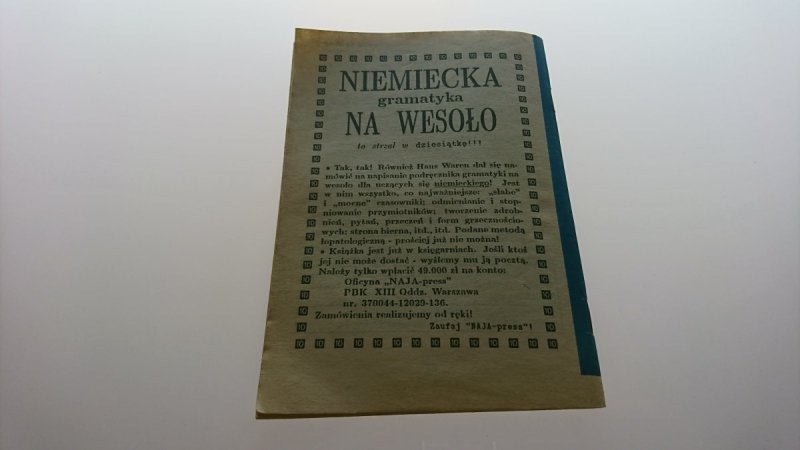 NIEMIECKA
gramatyka
NA WESOŁO
to strzał w dziesiątkę!!!
• Tak, tak! Również Hans Waren dał się na-
mówić na napisanie podręcznika gramatyki na
wesoło dla uczących się niemieckiego! Jest
w nim wszystko, co najważniejsze: „słabe"
i „mocne" czasowniki; odmienianie i stop-
niowanie przymiotników; tworzenie zdrob-
nień, pytań, przeczeń i form grzecznościo-
wych; strona bierna, itd., itd. Podane metodą
łopatologiczną - prościej już nie można!
• Książka jest już w księgarniach. Jeśli ktoś
jej nie może dostać - wyślemy mu ją pocztą.
Należy tylko wpłacić 49.000 zł na konto:
Oficyna „NAJA-press"
PBK XIII Oddz. Warszawa
nr. 370044-12029-136.
Zamówienia realizujemy od ręki!
Zaufaj "NAJA-press"!